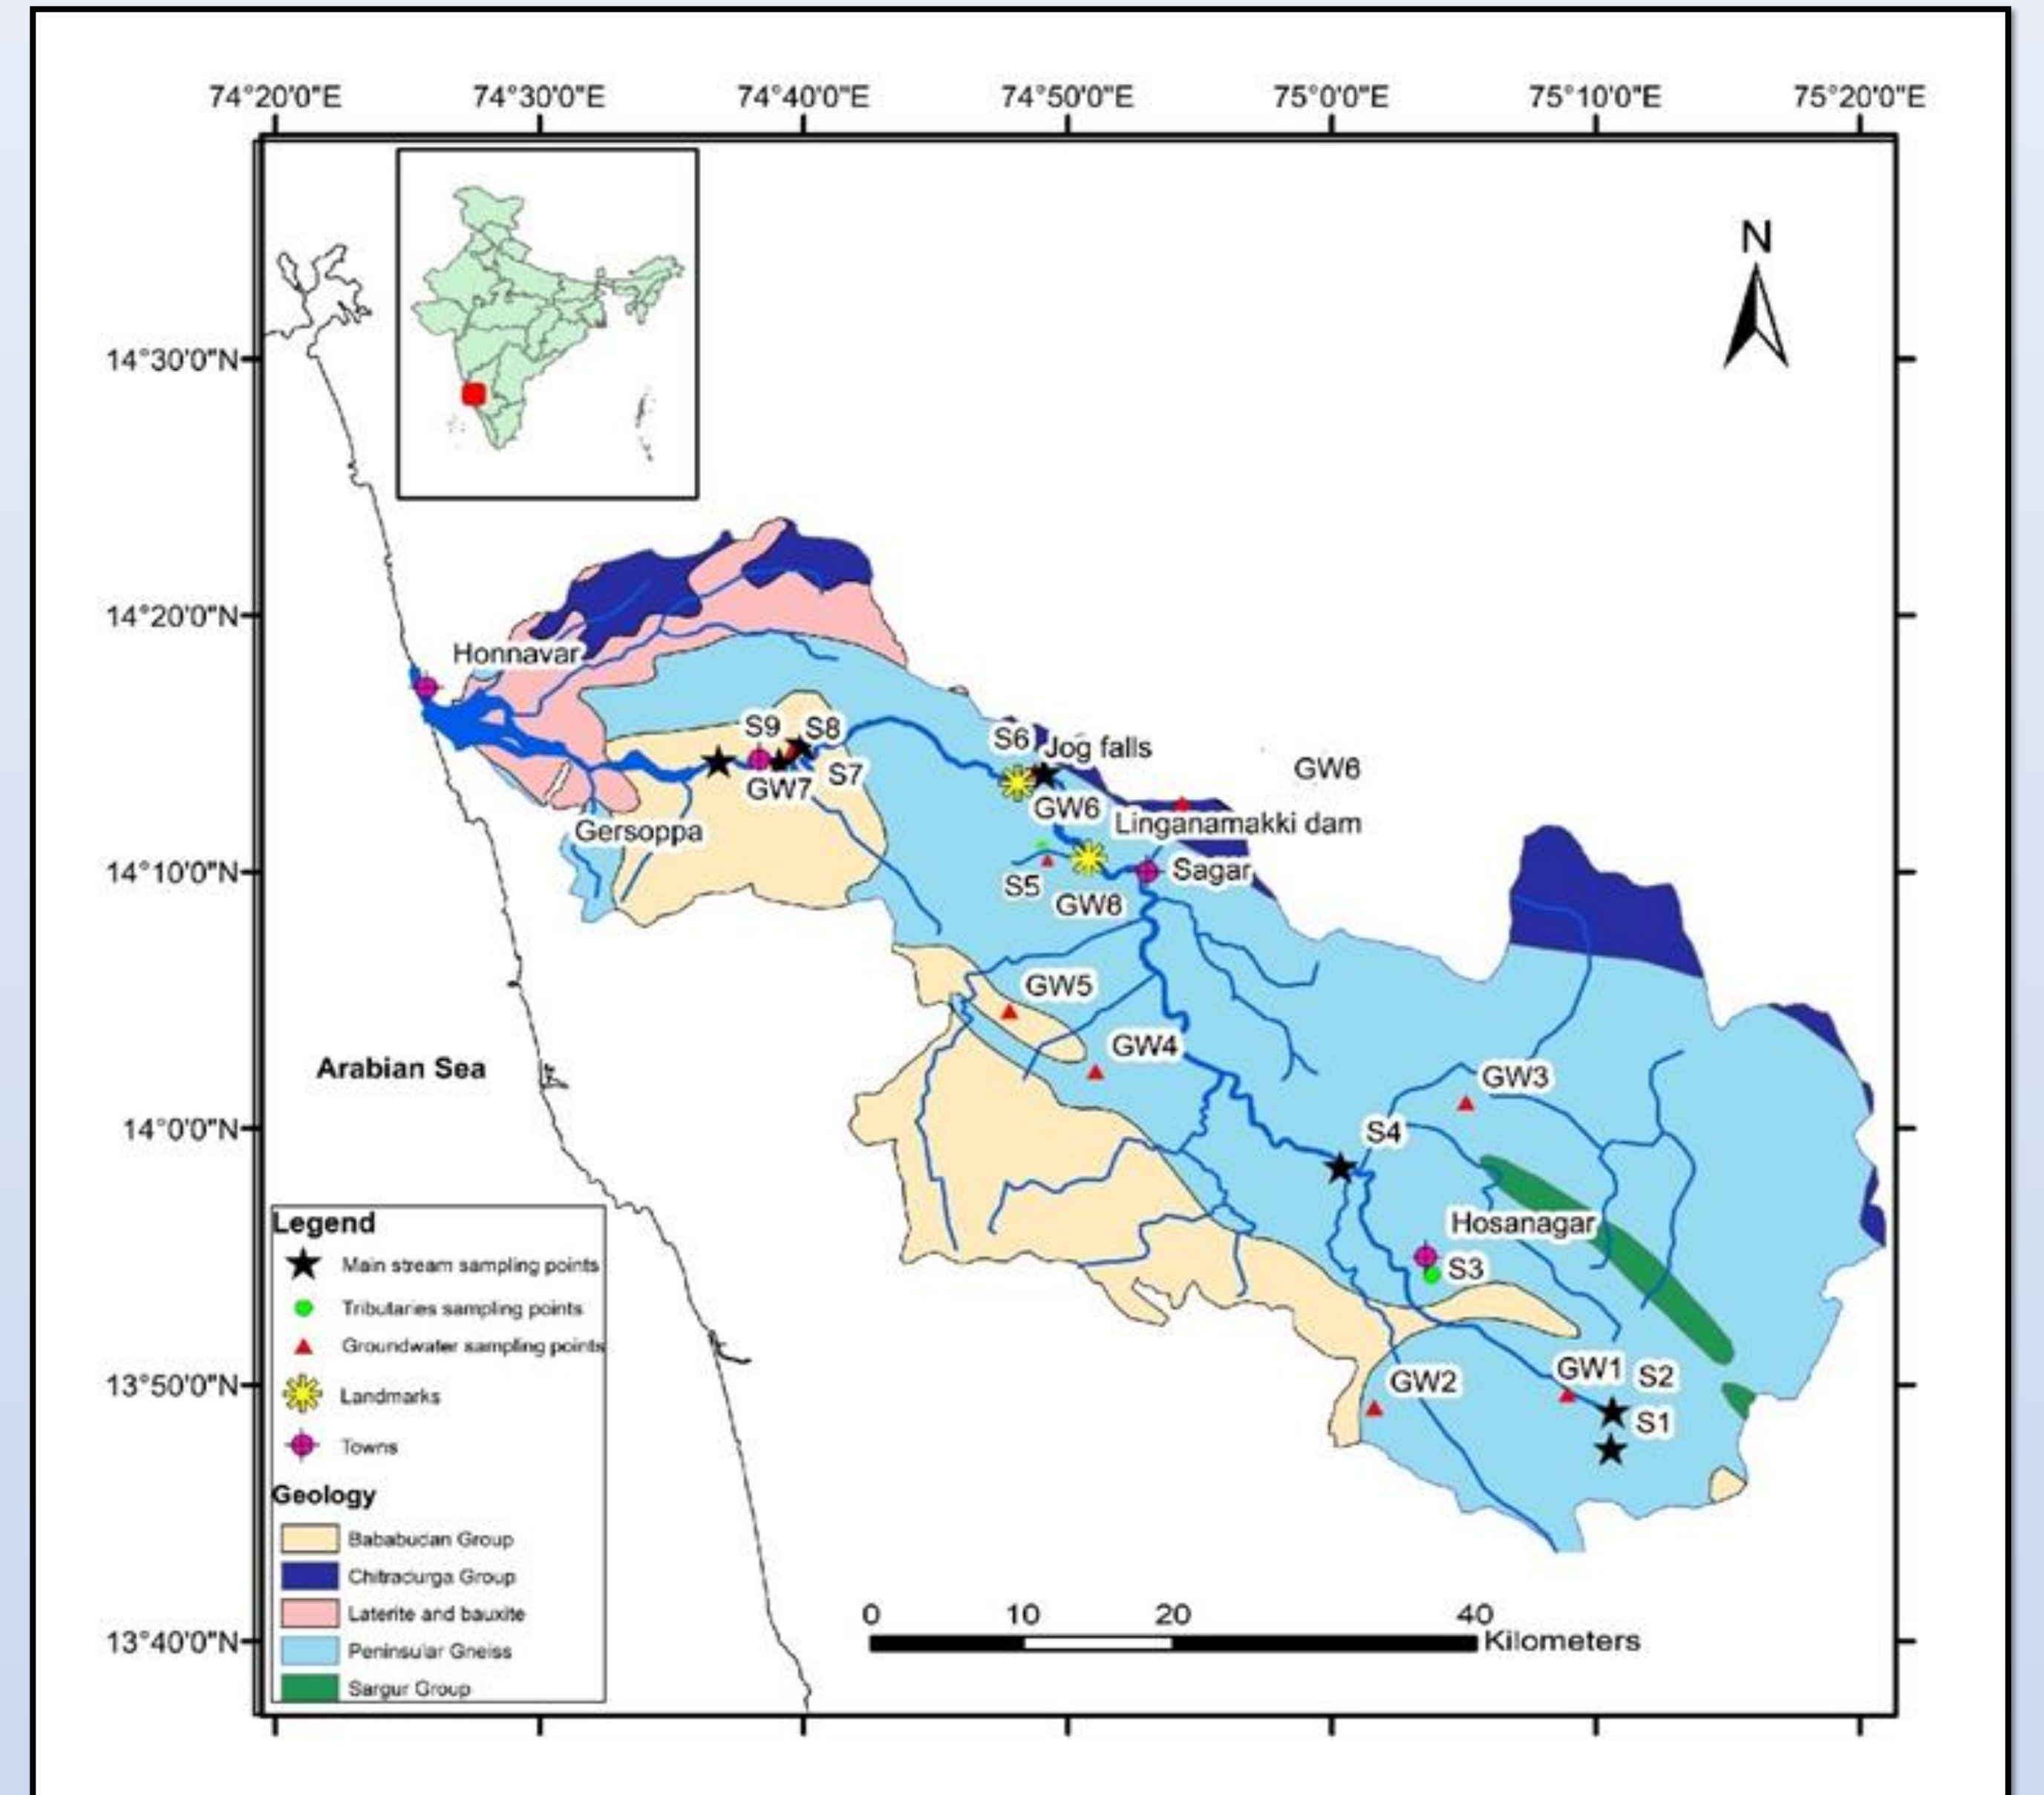 74°20'0"E 74°30'0"E 74°40'0"E 74°50'0"E 75°0'0"E 75°10'0"E 75°20'0"E
N
14°30'0"N
14°20'0"N
Honnavar
S9 S8
S6 Jog falls
GW6
GW7 S7
GW6
Linganamakki dam
Gersoppa
14°10'0"N
Sagar
S5
GW6
GW5
GW4
Arabian Sea
GW3
14°0'0"N
S4
Hosanagar
S3
13°50'0"N
GW1 S2
GW2
S1
Legend
Main stream sampling points
Tributaries sampling points
Groundwater sampling points
Landmarks
Towns
Geology
Bababudan Group
Chitradurga Group
Laterite and bauxite
Peninsular Gneiss
Sargur Group
13°40'0"N
0 10 20 40
Kilometers